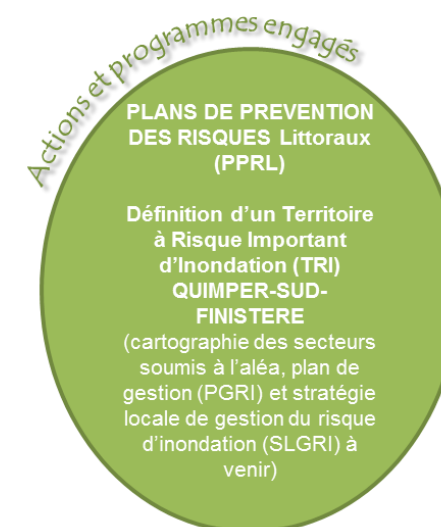 Actions et programmes engagés
PLANS DE PREVENTION
DES RISQUES Littoraux
(PPRL)
Définition d’un Territoire
à Risque Important
d’Inondation (TRI)
QUIMPER-SUD-
FINISTERE
(cartographie des secteurs
soumis à l’aléa, plan de
gestion (PGRI) et stratégie
locale de gestion du risque
d’inondation (SLGRI) à
venir)